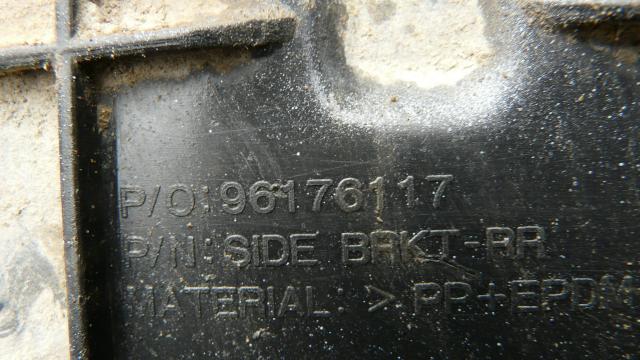 P/O:96176117
P/N:SIDE BRKT-RR
MATERIAL: > PP+EPDM